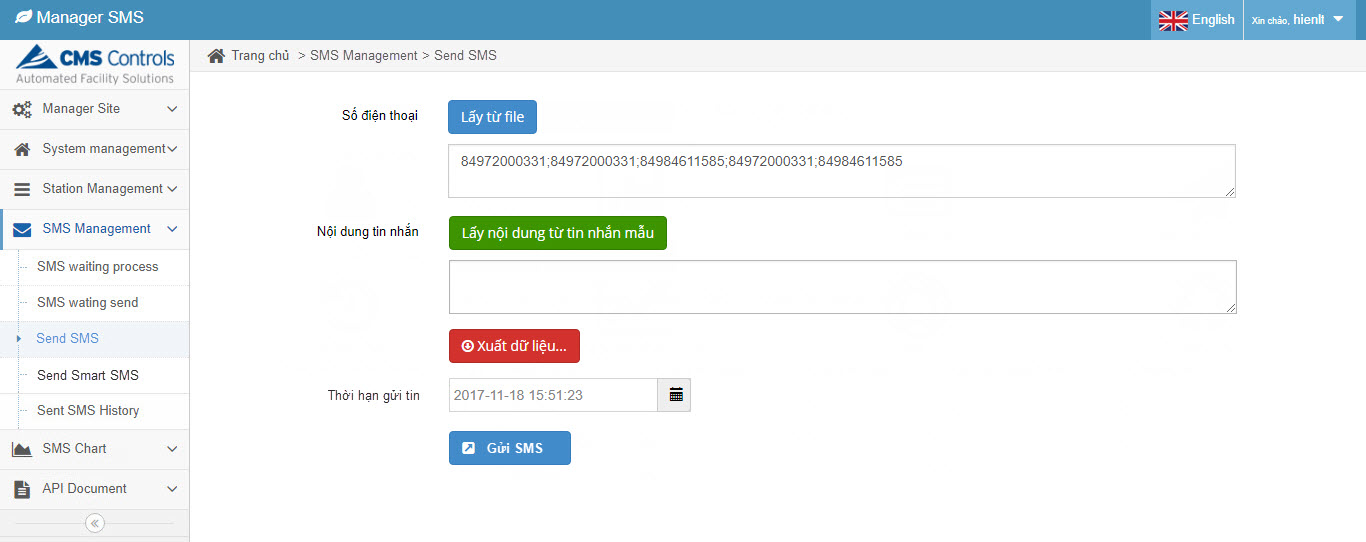 Manager SMS
English
Xin chào, hienlt
CMS Controls
Automated Facility Solutions
Trang chủ > SMS Management > Send SMS
Manager Site
System management
Station Management
SMS Management
SMS waiting process
SMS wating send
Send SMS
Send Smart SMS
Sent SMS History
SMS Chart
API Document
Số điện thoại
Lấy từ file
84972000331;84972000331;84984611585;84972000331;84984611585
Nội dung tin nhắn
Lấy nội dung từ tin nhắn mẫu
Xuất dữ liệu...
Thời hạn gửi tin
2017-11-18 15:51:23
Gửi SMS